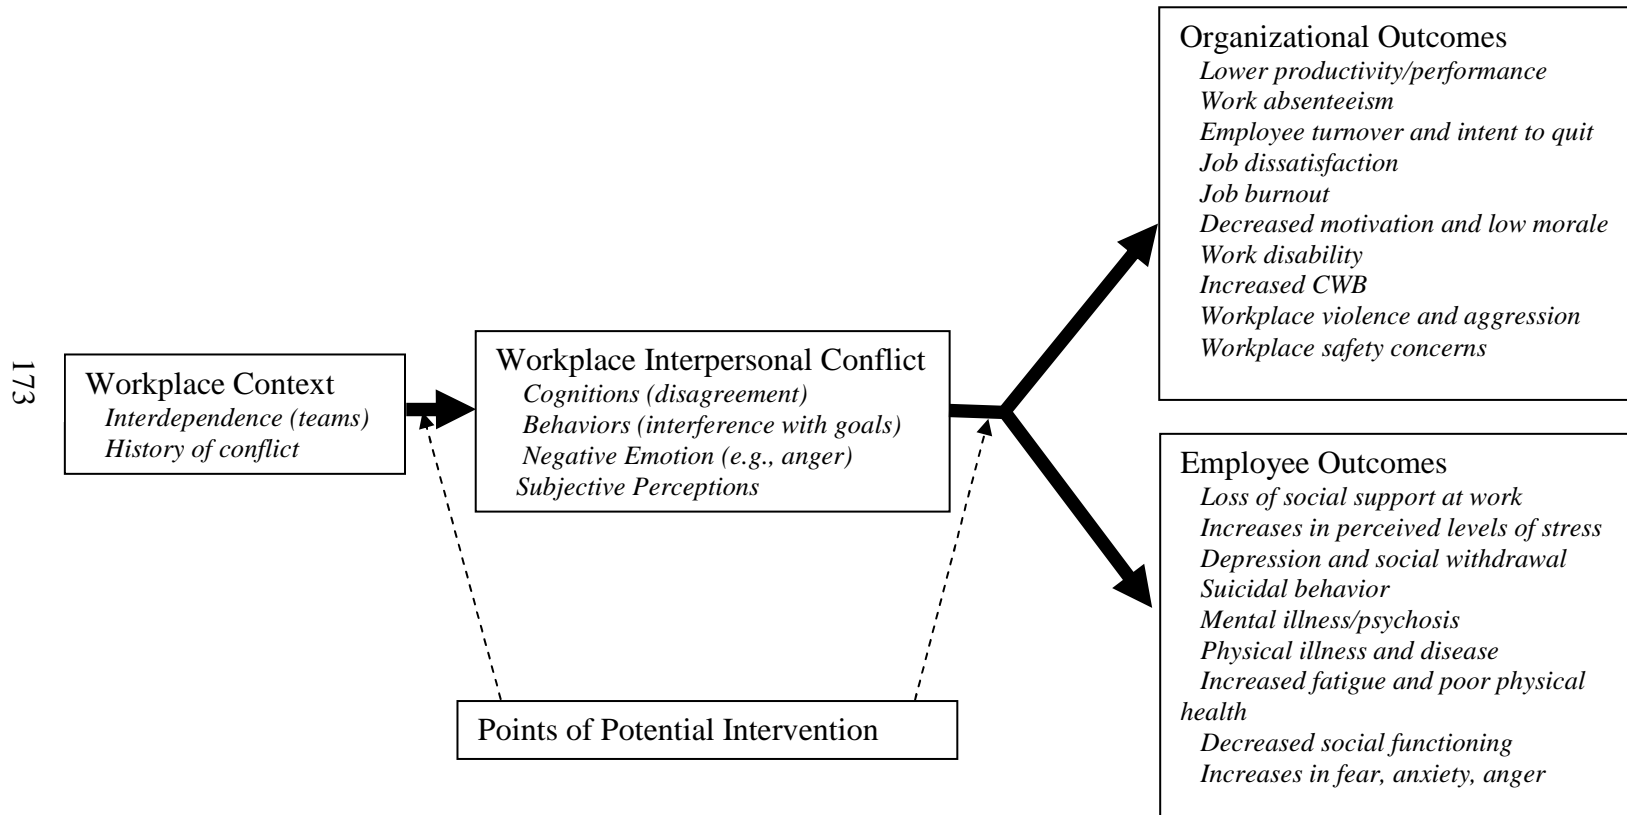 173
Workplace Context
Interdependence (teams)
History of conflict
Workplace Interpersonal Conflict
Cognitions (disagreement)
Behaviors (interference with goals)
Negative Emotion (e.g., anger)
Subjective Perceptions
Points of Potential Intervention
Organizational Outcomes
Lower productivity/performance
Work absenteeism
Employee turnover and intent to quit
Job dissatisfaction
Job burnout
Decreased motivation and low morale
Work disability
Increased CWB
Workplace violence and aggression
Workplace safety concerns
Employee Outcomes
Loss of social support at work
Increases in perceived levels of stress
Depression and social withdrawal
Suicidal behavior
Mental illness/psychosis
Physical illness and disease
Increased fatigue and poor physical
health
Decreased social functioning
Increases in fear, anxiety, anger